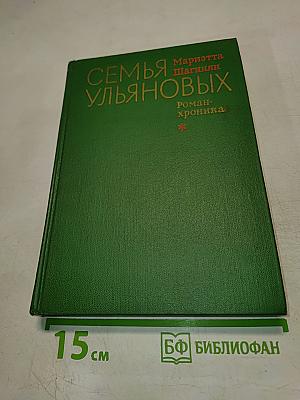 СЕМЬЯ Мариэтта
Шагинян
УЛЬЯНОВЫХ
Роман-
хроника
*
15 см БФ БИБЛИОФАН